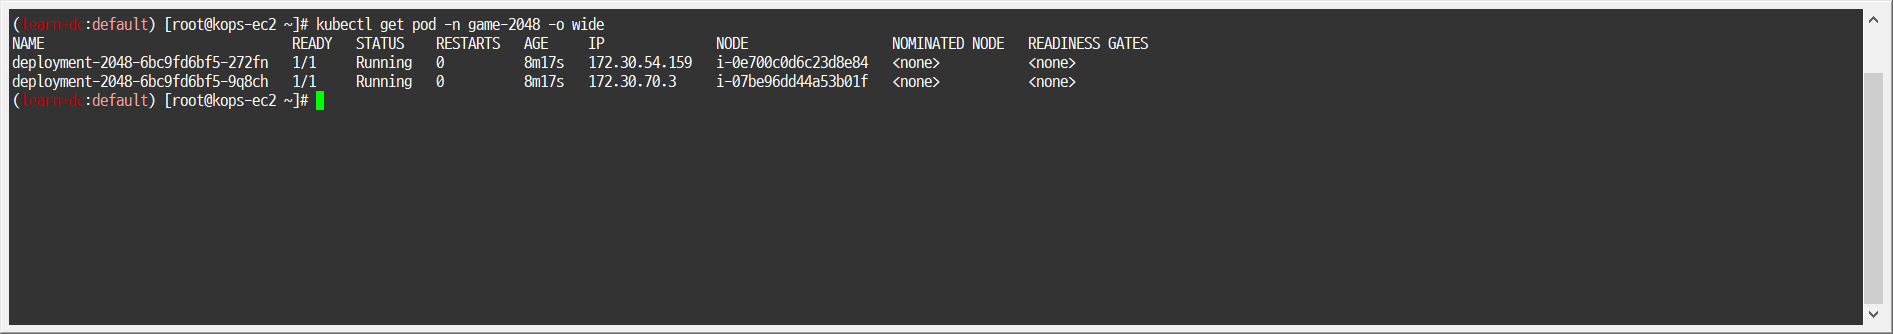 (learn-dc:default) [root@kops-ec2 ~]# kubectl get pod -n game-2048 -o wide
NAME READY STATUS RESTARTS AGE IP NODE NOMINATED NODE READINESS GATES
deployment-2048-6bc9fd6bf5-272fn 1/1 Running 0 8m17s 172.30.54.159 i-0e700c0d6c23d8e84 <none> <none>
deployment-2048-6bc9fd6bf5-9q8ch 1/1 Running 0 8m17s 172.30.70.3 i-07be96dd44a53b01f <none> <none>
(learn-dc:default) [root@kops-ec2 ~]#